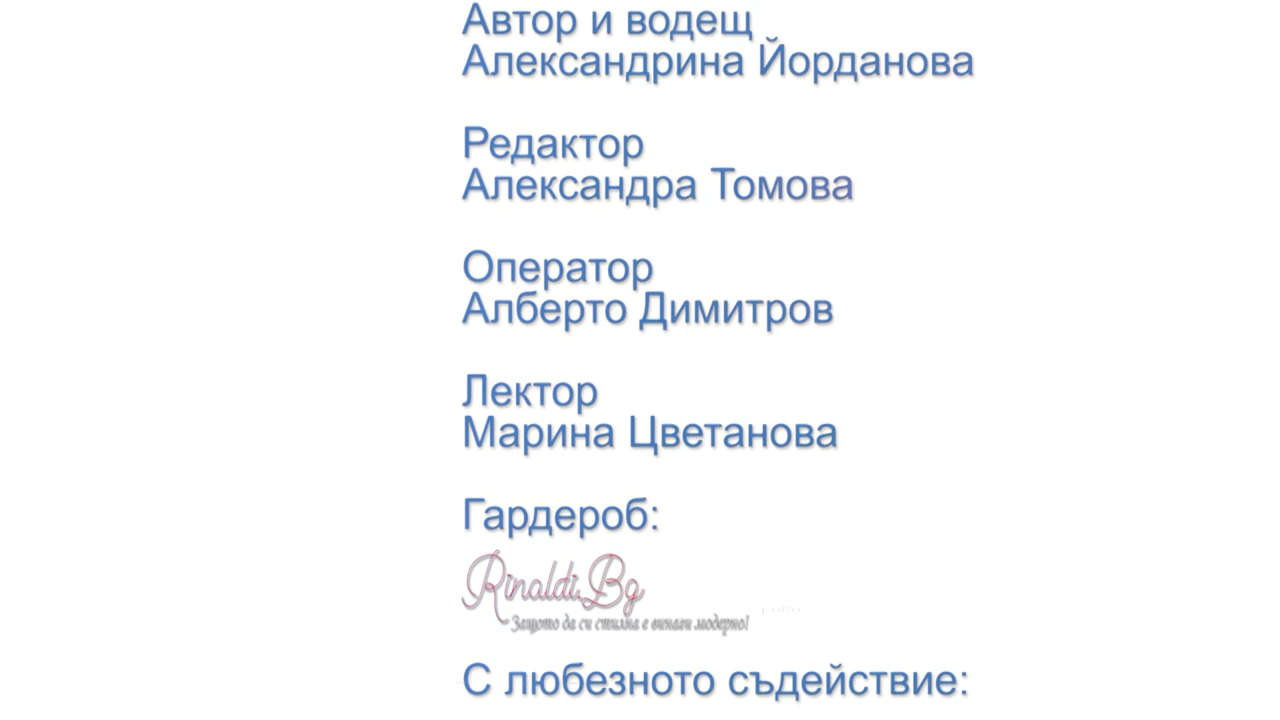 Автор и водещ
Александрина Йорданова
Редактор
Александра Томова
Оператор
Алберто Димитров
Лектор
Марина Цветанова
Гардероб:
Rinaldi.Bg
Защото да си стилна е винаги модерно!
С любезното съдействие: